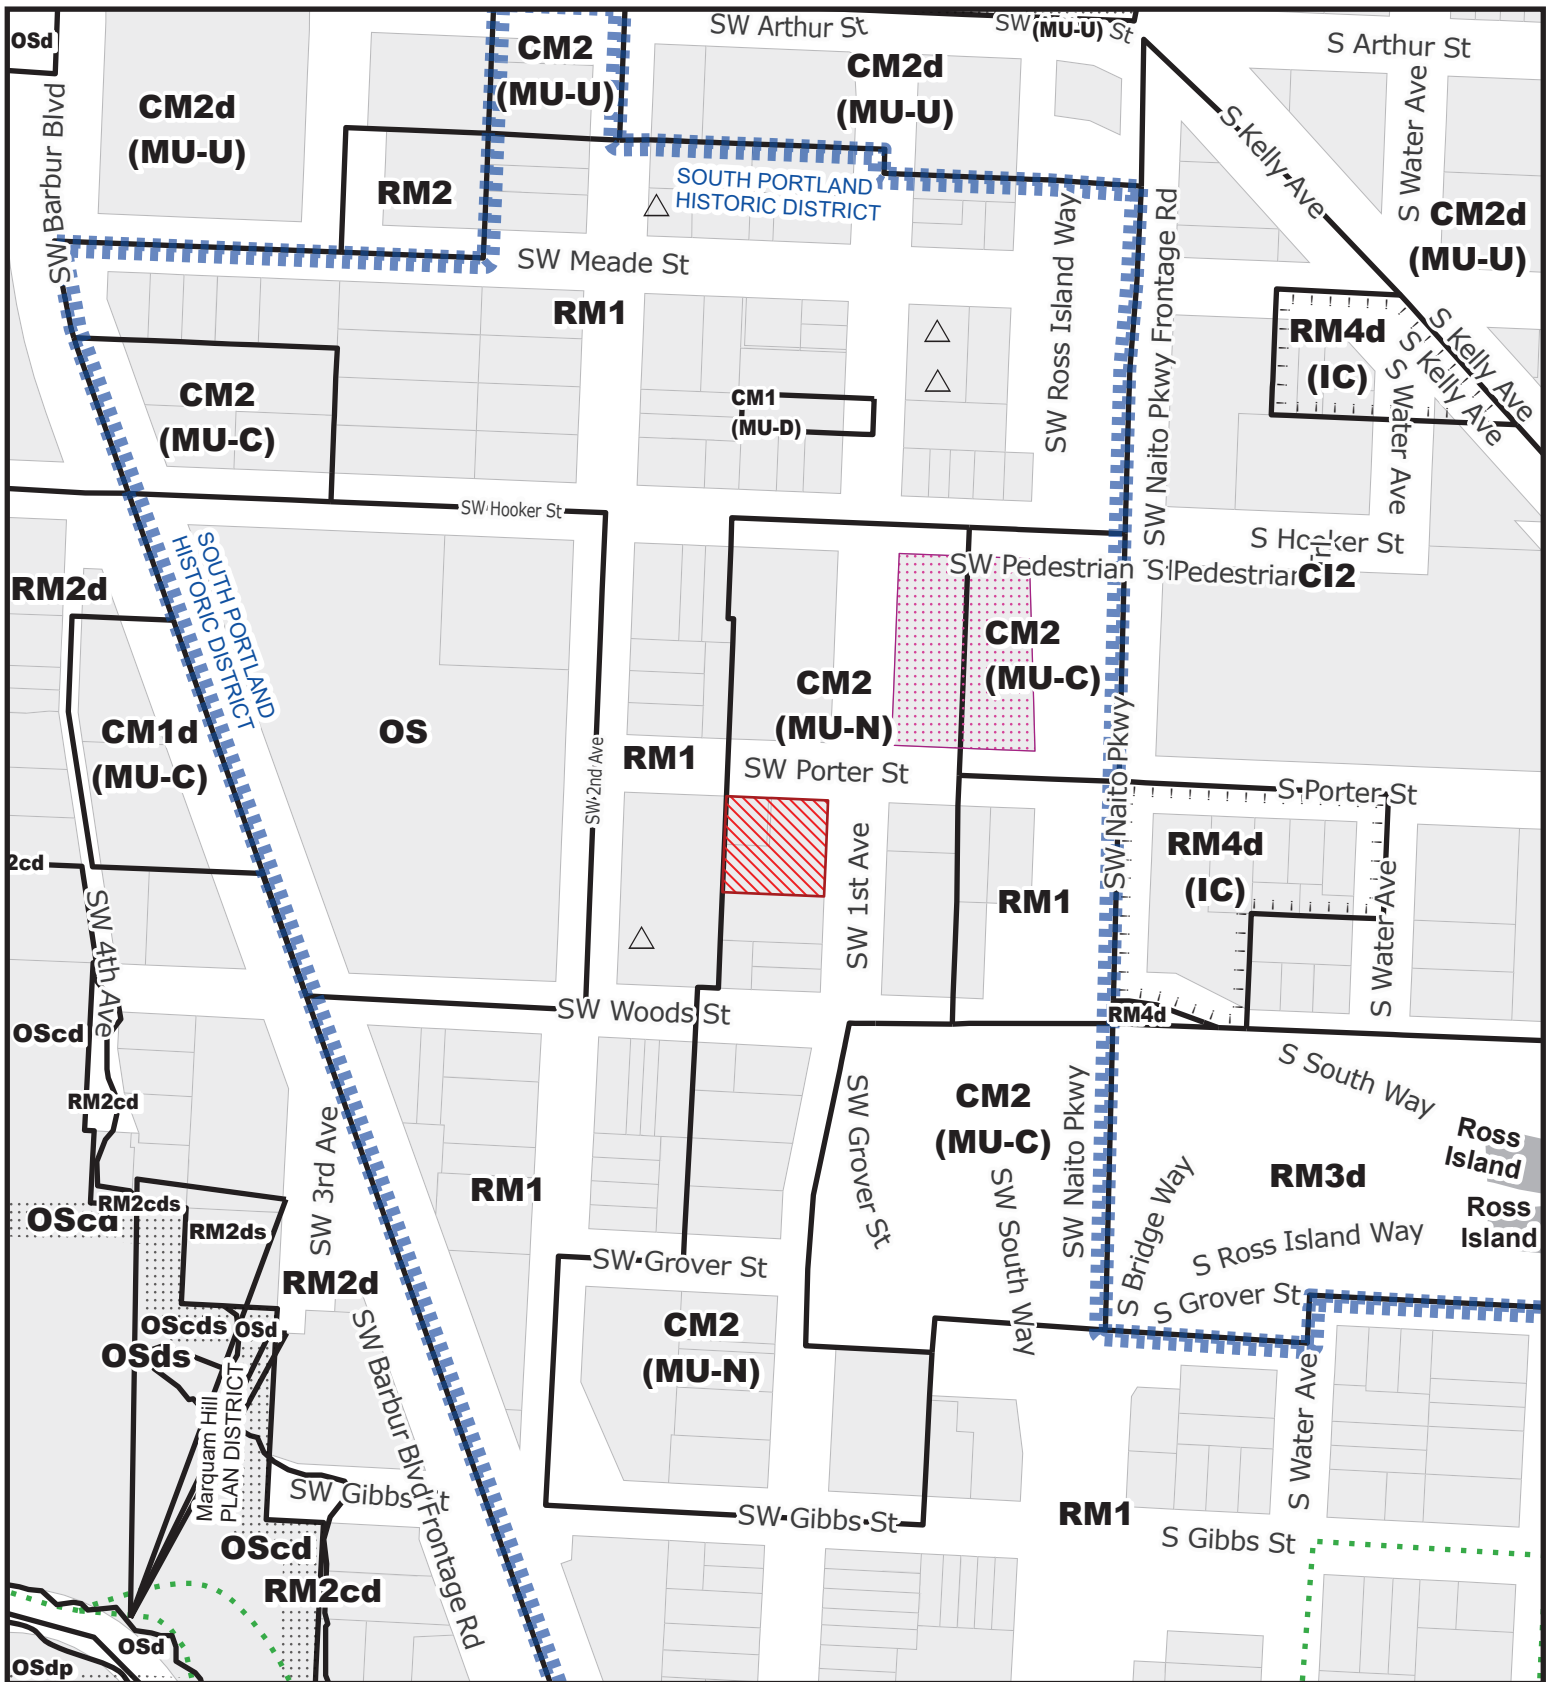 SW Arthur St
SW
(MU-U)
St
S Arthur St
OSd
CM2
(MU-U)
CM2d
(MU-U)
CM2d
(MU-U)
S Kelly Ave
S Water Ave
SW Barbur Blvd
RM2
SOUTH PORTLAND
HISTORIC DISTRICT
CM2d
(MU-U)
SW Meade St
RM1
SW Ross Island Way
SW Naito Pkwy Frontage Rd
RM4d
(IC)
S Kelly Ave
S Kelly Ave
S Water Ave
CM2
(MU-C)
CM1
(MU-D)
SW Hooker St
S Hooker St
SW Pedestrian
S Pedestrian
CI2
SOUTH PORTLAND
HISTORIC DISTRICT
RM2d
CM2
(MU-C)
CM2
(MU-N)
CM1d
(MU-C)
OS
RM1
SW 2nd Ave
SW Porter St
SW Naito Pkwy
S Porter St
RM4d
(IC)
2cd
SW 1st Ave
RM1
S Water Ave
SW 4th Ave
SW Woods St
RM4d
OScd
S South Way
RM2cd
CM2
(MU-C)
SW Naito Pkwy
SW Grover St
Ross
Island
RM3d
SW 3rd Ave
RM1
Ross
Island
RM2cds
OScd
RM2ds
SW South Way
S Bridge Way
S Ross Island Way
SW Grover St
RM2d
S Grover St
OScds
OSd
OSds
CM2
(MU-N)
SW Barbur Blvd Frontage Rd
Marquam Hill
PLAN DISTRICT
S Water Ave
SW Gibbs St
SW Gibbs St
RM1
S Gibbs St
OScd
RM2cd
OSd
OSdp